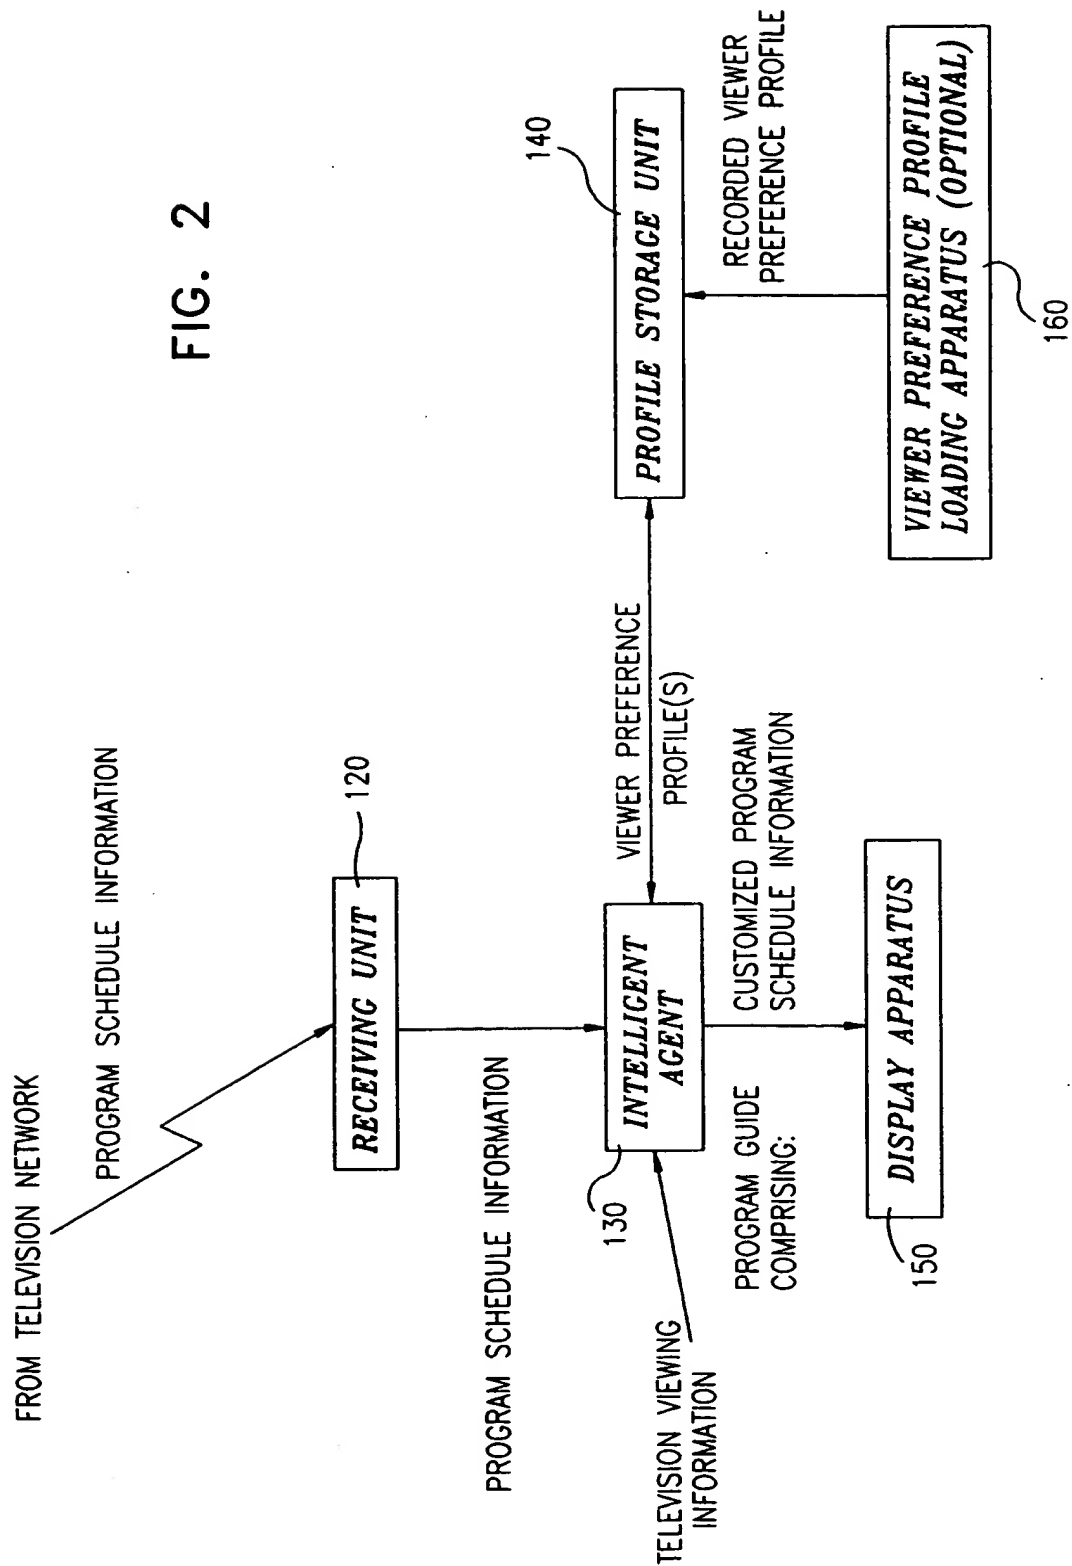 FIG. 2
FROM TELEVISION NETWORK
PROGRAM SCHEDULE INFORMATION
120
RECEIVING UNIT
PROGRAM SCHEDULE INFORMATION
TELEVISION VIEWING
INFORMATION
130
INTELLIGENT
AGENT
VIEWER PREFERENCE
PROFILE(S)
140
PROFILE STORAGE UNIT
PROGRAM GUIDE
COMPRISING:
CUSTOMIZED PROGRAM
SCHEDULE INFORMATION
RECORDED VIEWER
PREFERENCE PROFILE
150
DISPLAY APPARATUS
VIEWER PREFERENCE PROFILE
LOADING APPARATUS (OPTIONAL)
160